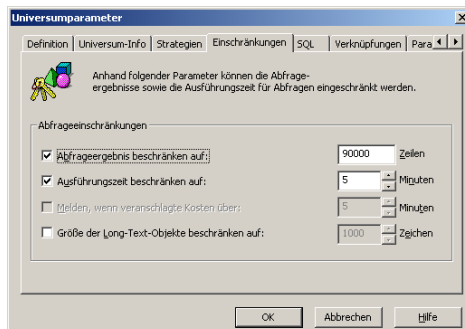 Universumparameter
Definition Universum-Info Strategien Einschränkungen SQL Verknüpfungen Para
Anhand folgender Parameter können die Abfrage-
ergebnisse sowie die Ausführungszeit für Abfragen eingeschränkt werden.
Abfrageeinschränkungen
Abfrageergebnis beschränken auf: 90000 Zeilen
Ausführungszeit beschränken auf: 5 Minuten
Melden, wenn veranschlagte Kosten über: 5 Minuten
Größe der Long-Text-Objekte beschränken auf: 1000 Zeichen
OK Abbrechen Hilfe